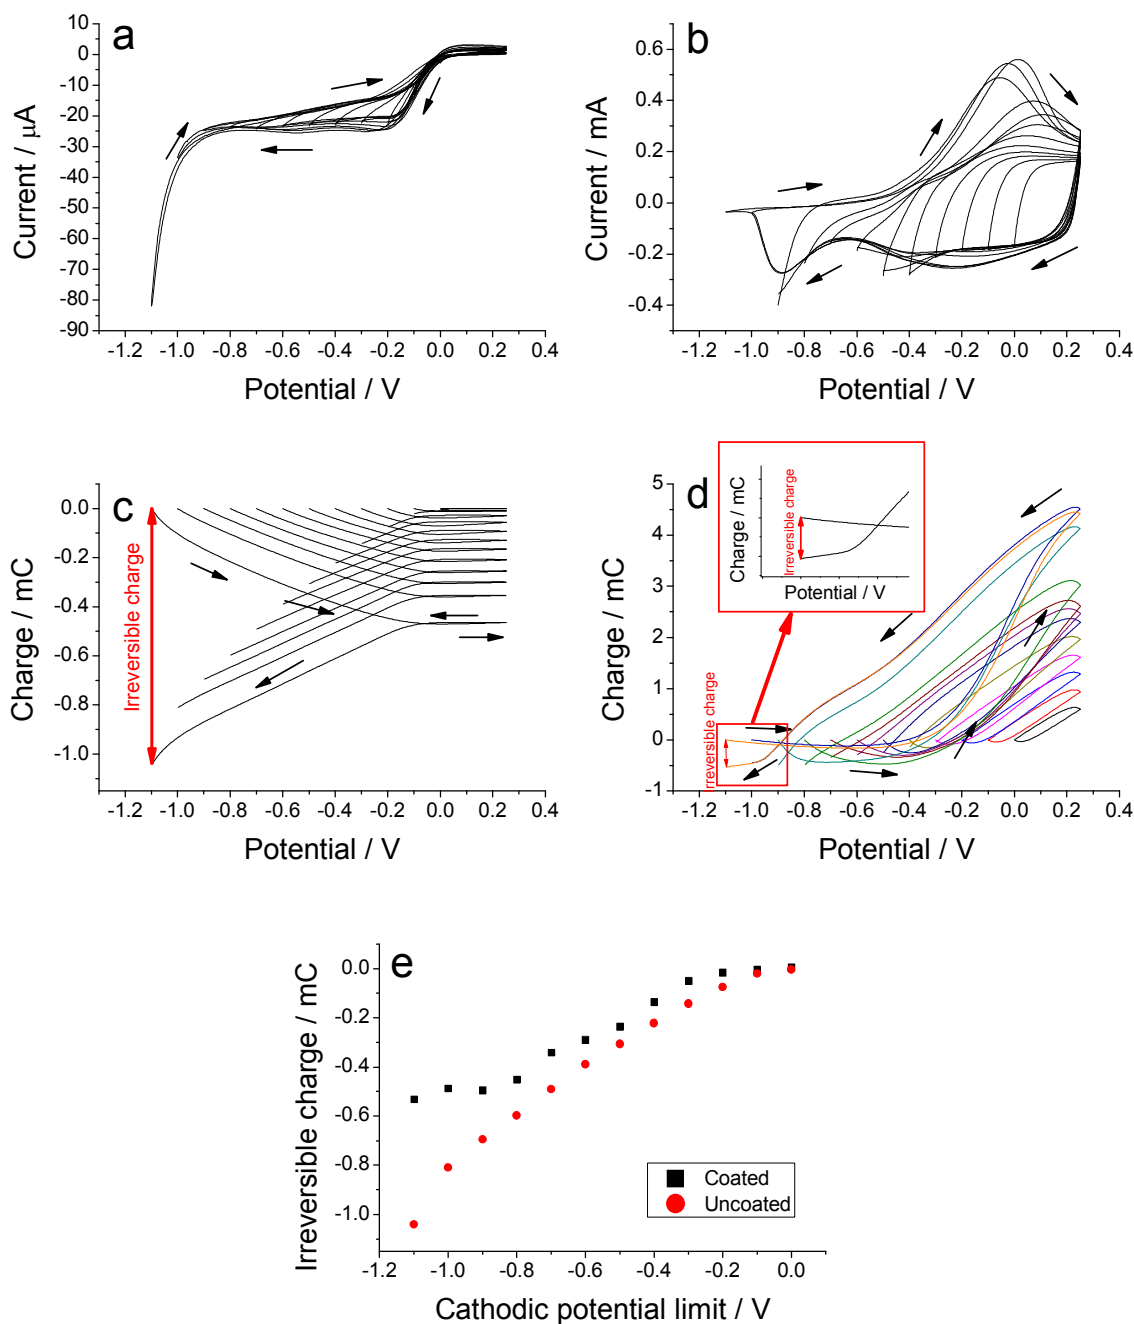 a
10
0
-10
-20
-30
-40
-50
-60
-70
-80
-90
Current / μA
-1.2 -1.0 -0.8 -0.6 -0.4 -0.2 0.0 0.2 0.4
Potential / V
b
0.6
0.4
0.2
0.0
-0.2
-0.4
Current / mA
-1.2 -1.0 -0.8 -0.6 -0.4 -0.2 0.0 0.2 0.4
Potential / V
c
0.0
-0.2
-0.4
-0.6
-0.8
-1.0
Charge / mC
Irreversible charge
-1.2 -1.0 -0.8 -0.6 -0.4 -0.2 0.0 0.2 0.4
Potential / V
d
5
4
3
2
1
0
-1
Charge / mC
Charge / mC
Irreversible charge
Potential / V
Irreversible charge
-1.2 -1.0 -0.8 -0.6 -0.4 -0.2 0.0 0.2 0.4
Potential / V
e
0.0
-0.2
-0.4
-0.6
-0.8
-1.0
Irreversible charge / mC
Coated
Uncoated
-1.2 -1.0 -0.8 -0.6 -0.4 -0.2 0.0
Cathodic potential limit / V